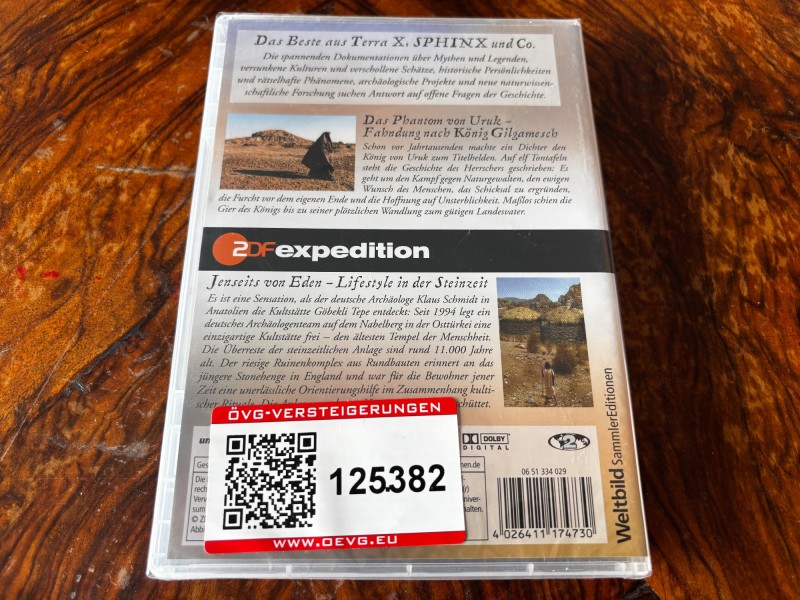 Das Beste aus Terra X, SPHINX und Co.
Die spannenden Dokumentationen über Mythen und Legenden,
versunkene Kulturen und verschollene Schätze, historische Persönlichkeiten
und rätselhafte Phänomene, archäologische Projekte und neue naturwissen-
schaftliche Forschung suchen Antwort auf offene Fragen der Geschichte.
Das Phantom von Uruk –
Fahndung nach König Gilgamesch
Schon vor Jahrtausenden machte ein Dichter den
König von Uruk zum Titelhelden. Auf elf Tontafeln
steht die Geschichte des Herrschers geschrieben: Es
geht um den Kampf gegen Naturgewalten, den ewigen
Wunsch des Menschen, das Schicksal zu ergründen,
die Furcht vor dem eigenen Ende und die Hoffnung auf Unsterblichkeit. Maßlos schien die
Gier des Königs bis zu seiner plötzlichen Wandlung zum gütigen Landesvater.
ZDFexpedition
Jenseits von Eden – Lifestyle in der Steinzeit
Es ist eine Sensation, als der deutsche Archäologe Klaus Schmidt in
Anatolien die Kultstätte Göbekli Tepe entdeckt: Seit 1994 legt ein
deutsches Archäologenteam auf dem Nabelberg in der Osttürkei eine
einzigartige Kultstätte frei – den ältesten Tempel der Menschheit.
Die Überreste der steinzeitlichen Anlage sind rund 11.000 Jahre
alt. Der riesige Ruinenkomplex aus Rundbauten erinnert an das
jüngere Stonehenge in England und war für die Bewohner jener
Zeit eine unerlässliche Orientierungshilfe im Zusammenhang kulti-
scher Rituale.
ÖVG-VERSTEIGERUNGEN
125.382
WWW.OEVG.EU
DOLBY
DIGITAL
2
06 51 334 029
4 026411 174730
Weltbild SammlerEditionen